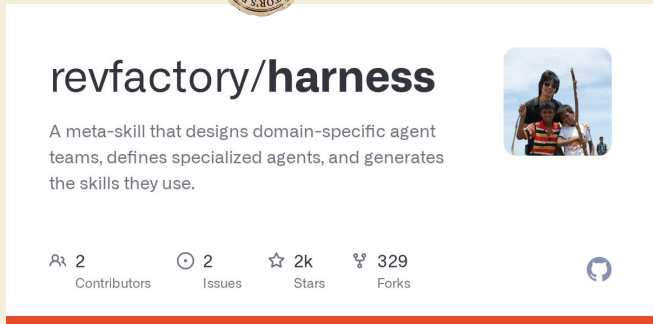 revfactory/harness
A meta-skill that designs domain-specific agent
teams, defines specialized agents, and generates
the skills they use.
2
Contributors
2
Issues
2k
Stars
329
Forks